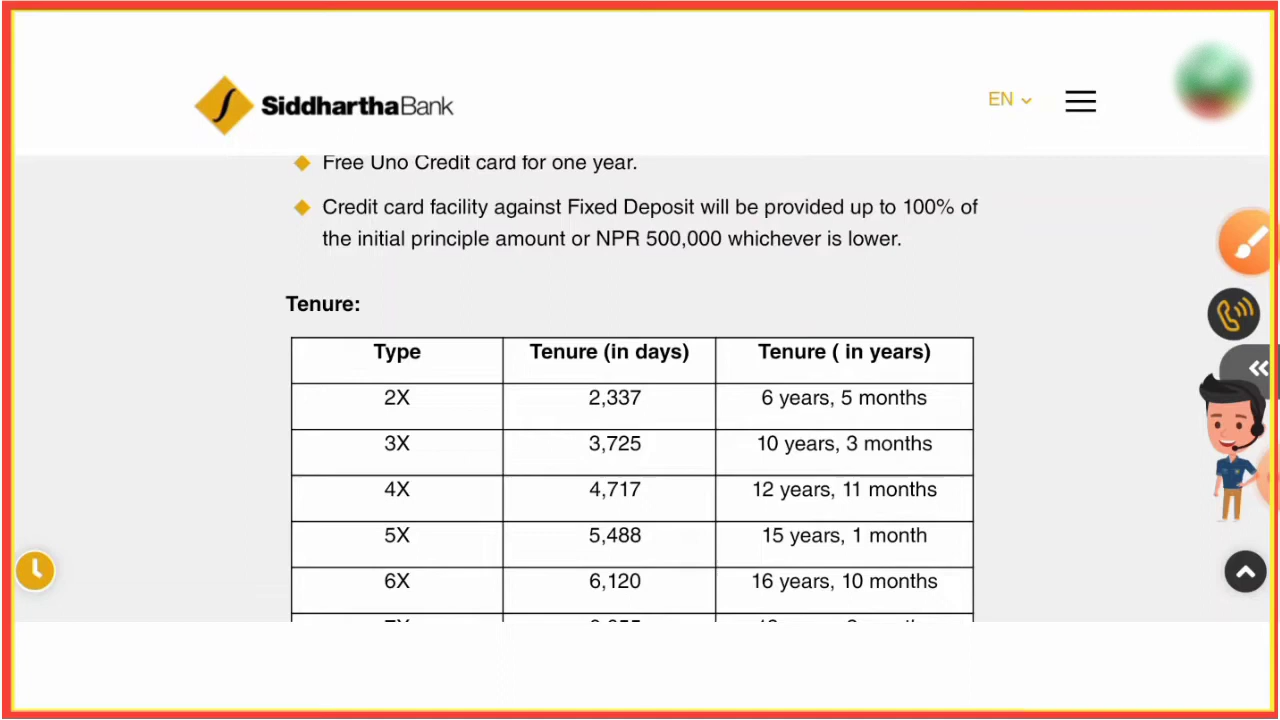 SiddharthaBank
EN
Free Uno Credit card for one year.
Credit card facility against Fixed Deposit will be provided up to 100% of
the initial principle amount or NPR 500,000 whichever is lower.
Tenure:
Type Tenure (in days) Tenure ( in years)
2X 2,337 6 years, 5 months
3X 3,725 10 years, 3 months
4X 4,717 12 years, 11 months
5X 5,488 15 years, 1 month
6X 6,120 16 years, 10 months